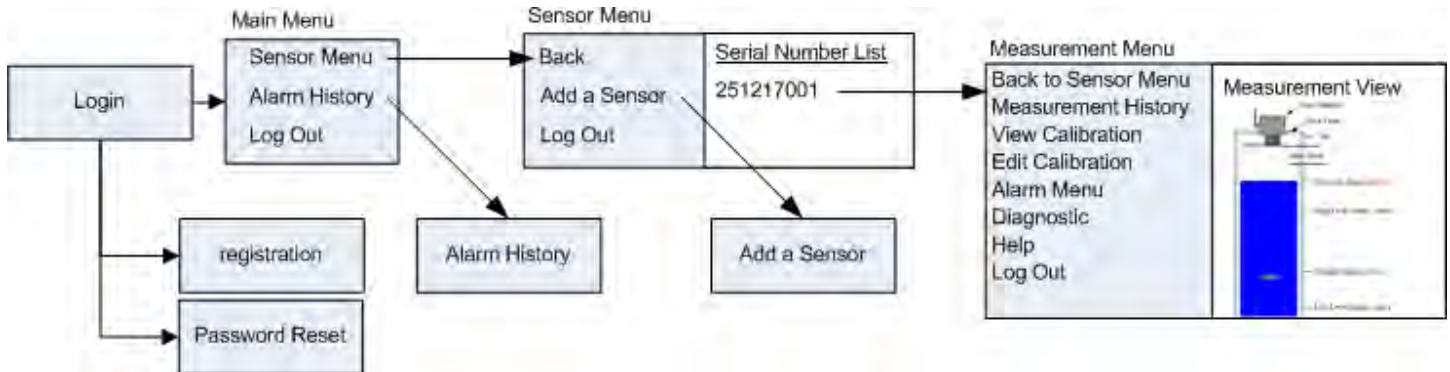 Login
registration
Password Reset
Main Menu
Sensor Menu
Alarm History
Log Out
Alarm History
Sensor Menu
Back
Add a Sensor
Log Out
Serial Number List
251217001
Add a Sensor
Measurement Menu
Back to Sensor Menu
Measurement History
View Calibration
Edit Calibration
Alarm Menu
Diagnostic
Help
Log Out
Measurement View